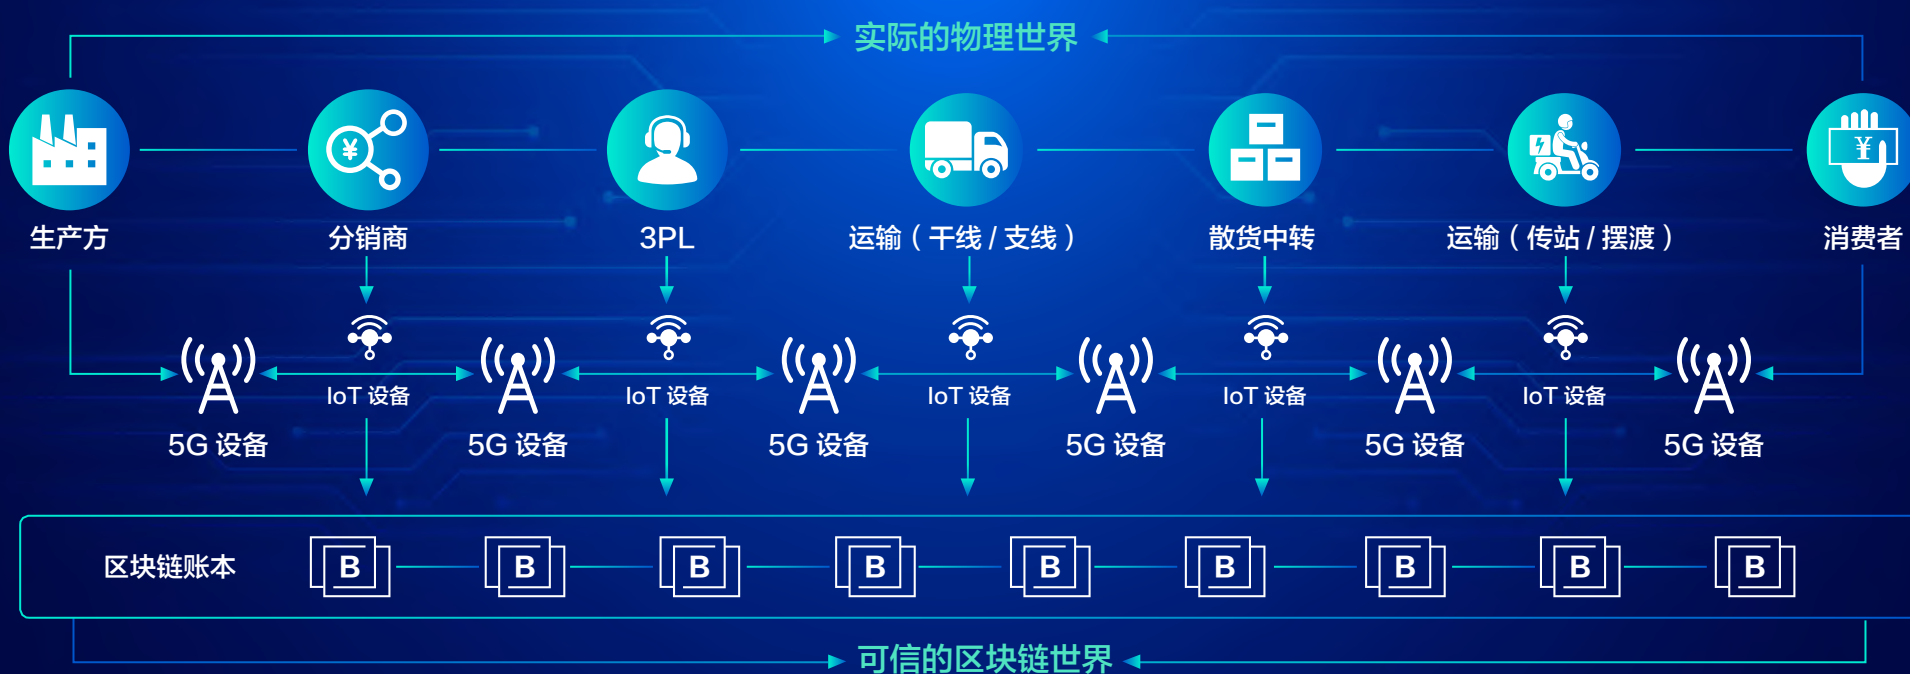 实际的物理世界
¥
¥
生产方
分销商
3PL
运输（干线 / 支线）
散货中转
运输（传站 / 摆渡）
消费者
IoT 设备
IoT 设备
IoT 设备
IoT 设备
IoT 设备
5G 设备
5G 设备
5G 设备
5G 设备
5G 设备
5G 设备
区块链账本
B
B
B
B
B
B
B
B
B
可信的区块链世界